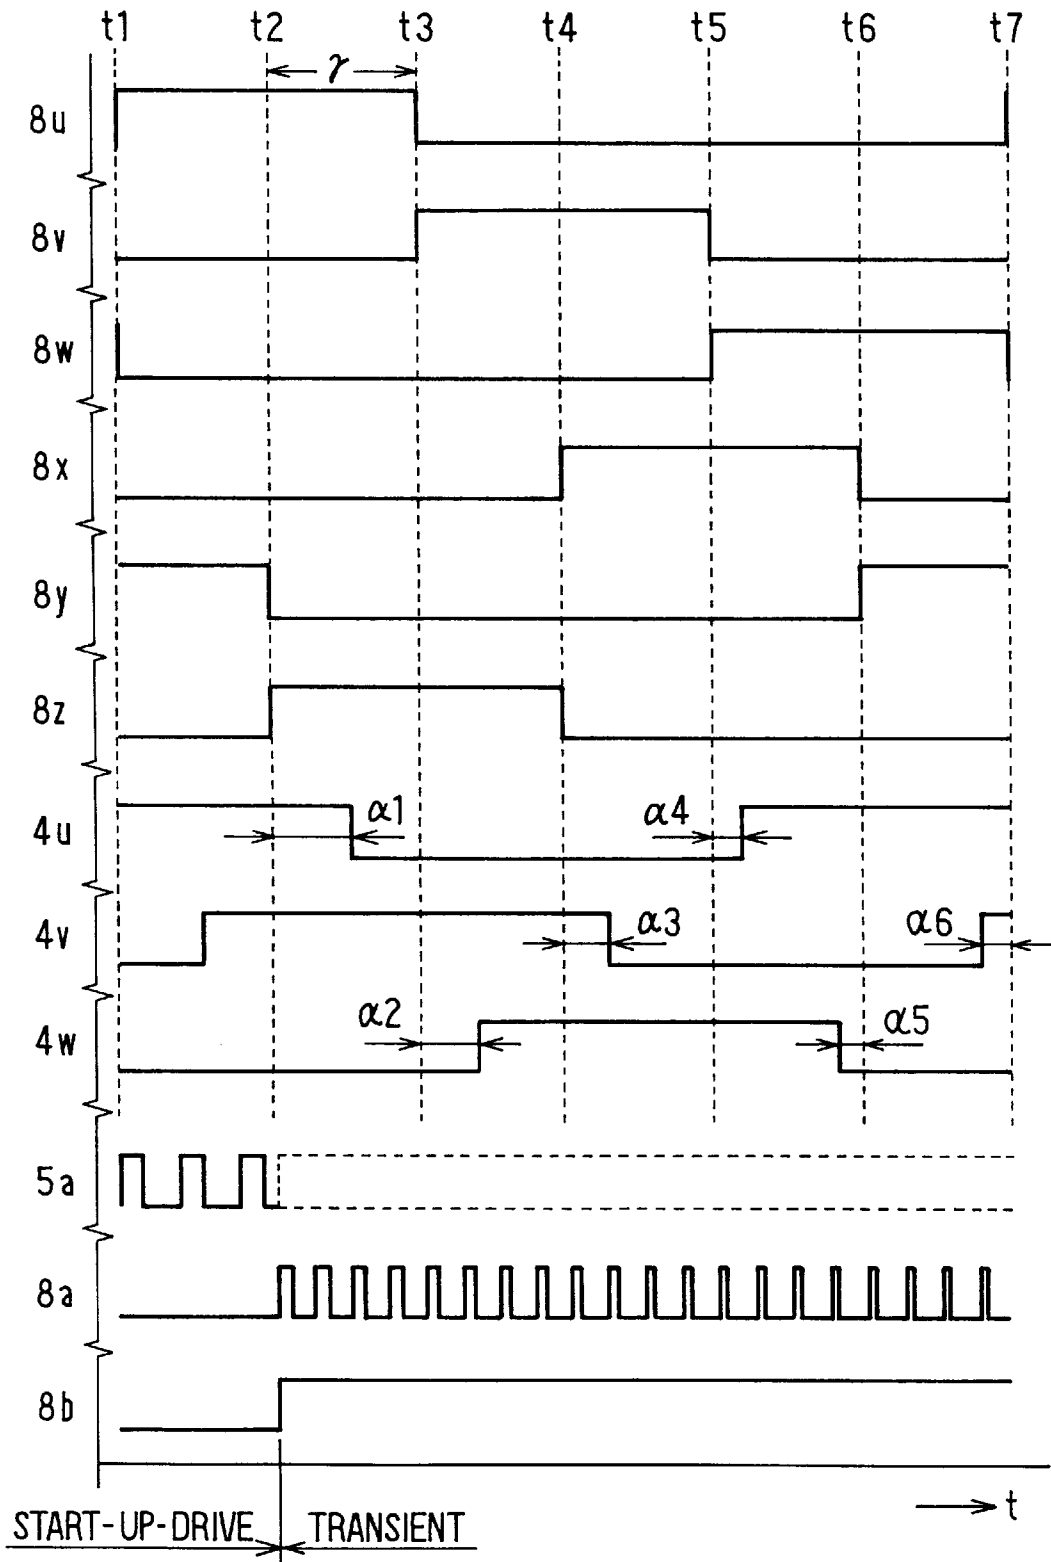 t1 t2 t3 t4 t5 t6 t7
γ
8u
8v
8w
8x
8y
8z
4u α1 α4
4v α3 α6
4w α2 α5
5a
8a
8b
t
START-UP-DRIVE TRANSIENT